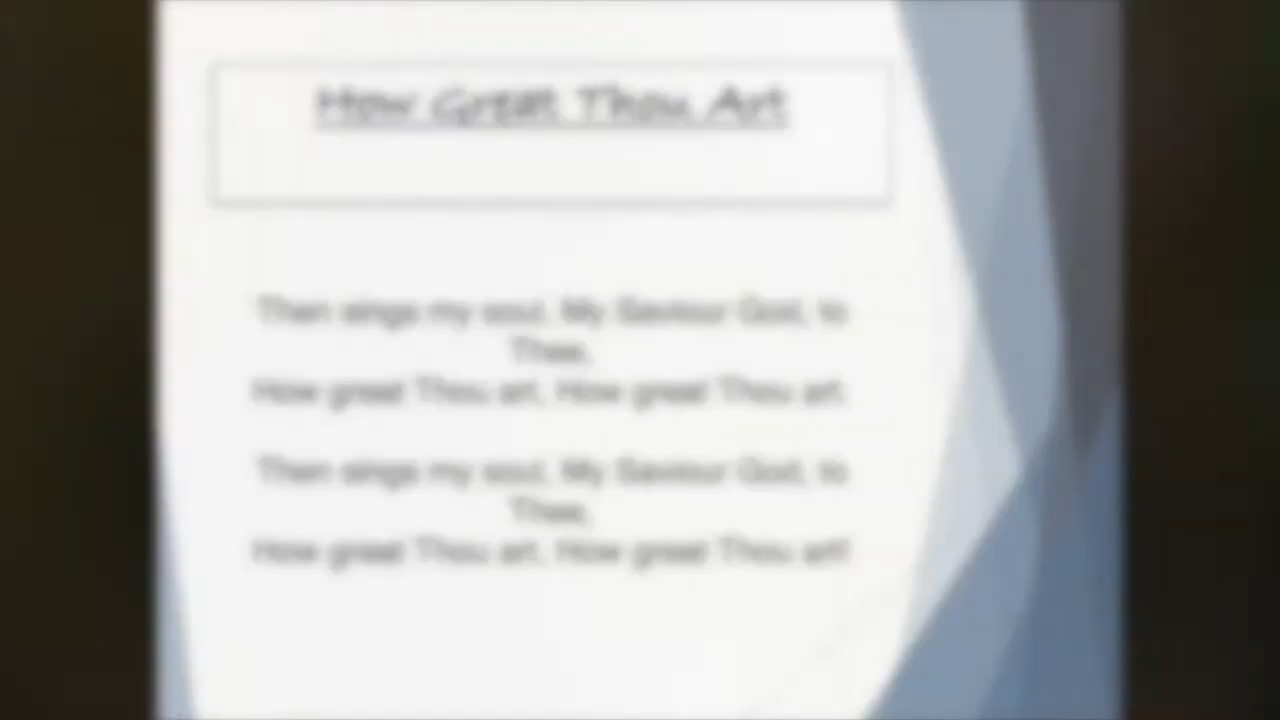 How Great Thou Art
Then sings my soul, My Saviour God, to
Thee,
How great Thou art, How great Thou art.
Then sings my soul, My Saviour God, to
Thee,
How great Thou art, How great Thou art!